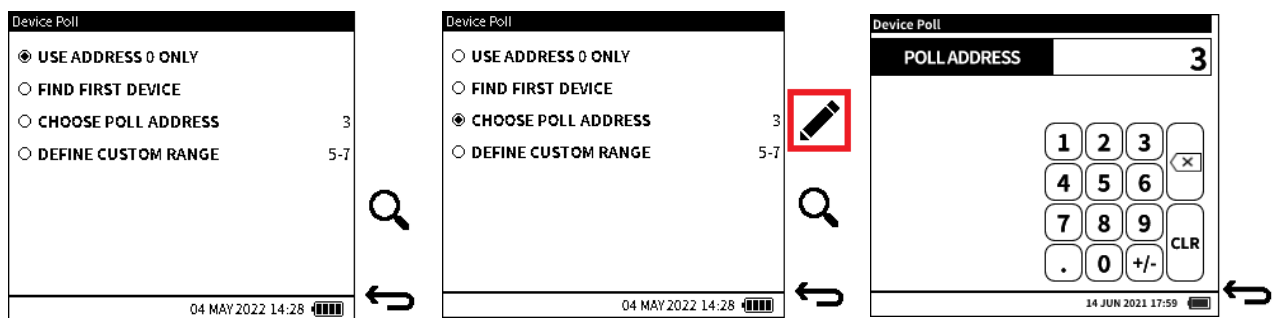 Device Poll
USE ADDRESS 0 ONLY
FIND FIRST DEVICE
CHOOSE POLL ADDRESS 3
DEFINE CUSTOM RANGE 5-7
04 MAY 2022 14:28
Device Poll
USE ADDRESS 0 ONLY
FIND FIRST DEVICE
CHOOSE POLL ADDRESS 3
DEFINE CUSTOM RANGE 5-7
04 MAY 2022 14:28
Device Poll
POLL ADDRESS 3
1 2 3
4 5 6
7 8 9
CLR
. 0 +/-
14 JUN 2021 17:59